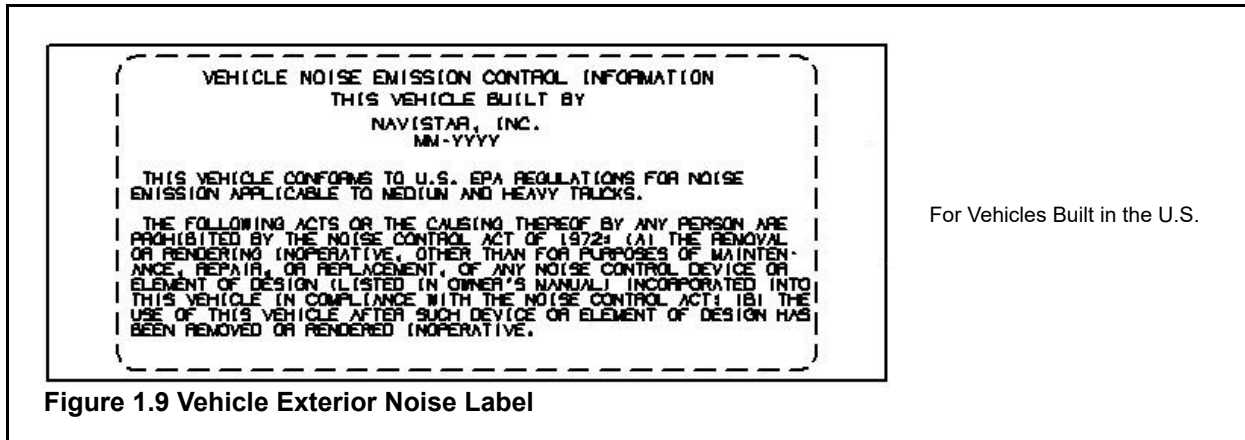 VEHICLE NOISE EMISSION CONTROL INFORMATION
THIS VEHICLE BUILT BY
NAVISTAR, INC.
MM-YYYY
THIS VEHICLE CONFORMS TO U.S. EPA REGULATIONS FOR NOISE
EMISSION APPLICABLE TO MEDIUM AND HEAVY TRUCKS.
THE FOLLOWING ACTS OR THE CAUSING THEREOF BY ANY PERSON ARE
PROHIBITED BY THE NOISE CONTROL ACT OF 1972: (A) THE REMOVAL
OR RENDERING INOPERATIVE, OTHER THAN FOR PURPOSES OF MAINTEN-
ANCE, REPAIR, OR REPLACEMENT, OF ANY NOISE CONTROL DEVICE OR
ELEMENT OF DESIGN (LISTED IN OWNER'S MANUAL) INCORPORATED INTO
THIS VEHICLE IN COMPLIANCE WITH THE NOISE CONTROL ACT: (B) THE
USE OF THIS VEHICLE AFTER SUCH DEVICE OR ELEMENT OF DESIGN HAS
BEEN REMOVED OR RENDERED INOPERATIVE.
For Vehicles Built in the U.S.
Figure 1.9 Vehicle Exterior Noise Label